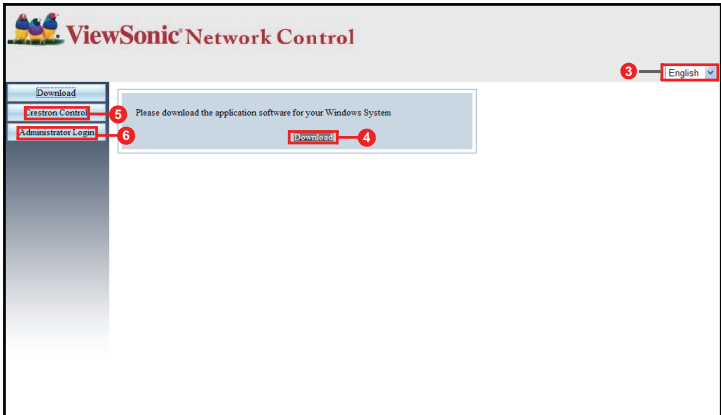 ViewSonic® Network Control
3
English
Download
Crestron Control
5
Please download the application software for your Windows System
Administrator Login
6
Download
4